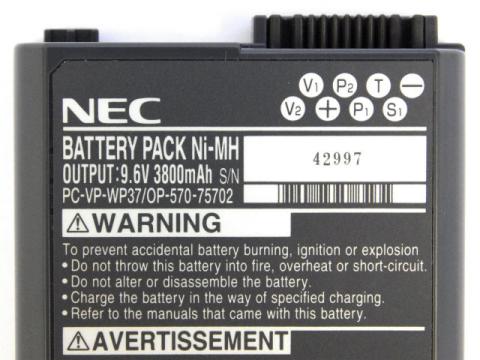 V1 P2 T −
V2 + P1 S1
NEC
BATTERY PACK Ni-MH
OUTPUT:9.6V 3800mAh S/N
42997
PC-VP-WP37/OP-570-75702
⚠WARNING
To prevent accidental battery burning, ignition or explosion
• Do not throw this battery into fire, overheat or short-circuit.
• Do not alter or disassemble the battery.
• Charge the battery in the way of specified charging.
• Refer to the manuals that came with this battery.
⚠AVERTISSEMENT